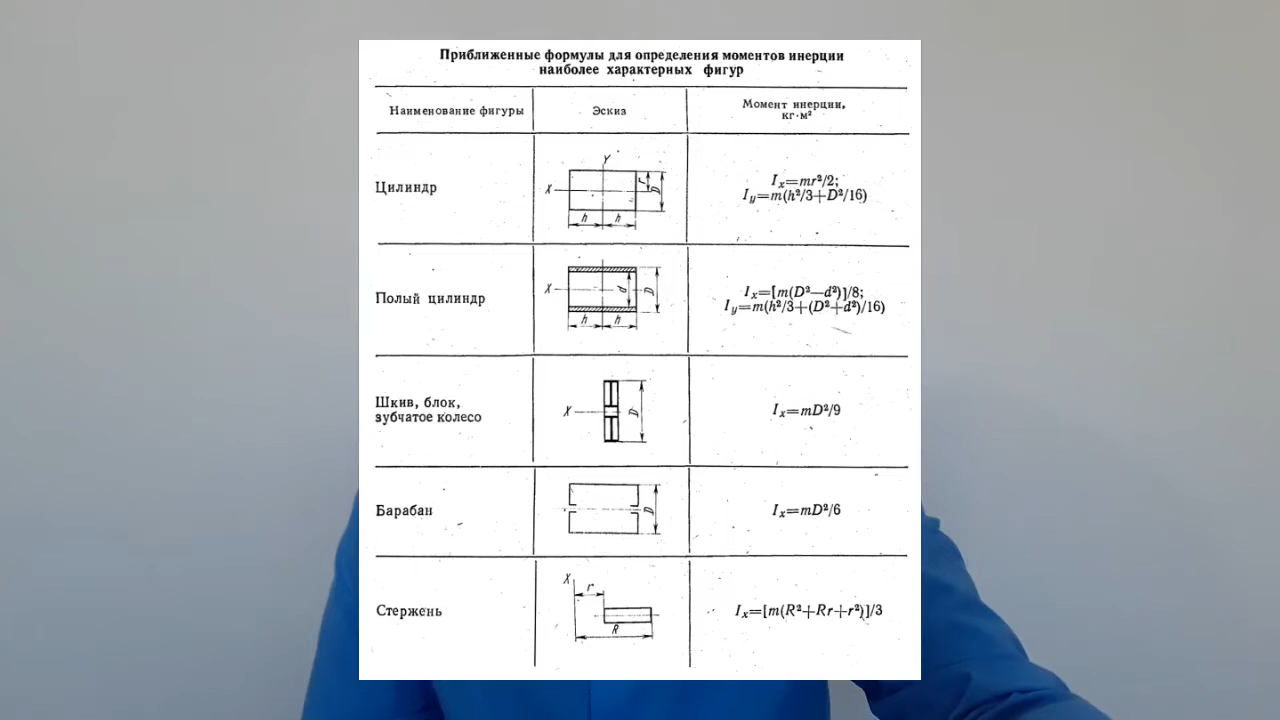 Приближенные формулы для определения моментов инерции
наиболее характерных фигур
Наименование фигуры
Эскиз
Момент инерции,
кг·м²
Цилиндр
Y
X
r
D
h
h
Iₓ=mr²/2;
I_y=m(h²/3+D²/16)
Полый цилиндр
X
d
D
h
h
Iₓ=[m(D²—d²)]/8;
I_y=m(h²/3+(D²+d²)/16)
Шкив, блок,
зубчатое колесо
X
D
Iₓ=mD²/9
Барабан
D
Iₓ=mD²/6
Стержень
X
r
R
Iₓ=[m(R²+Rr+r²)]/3